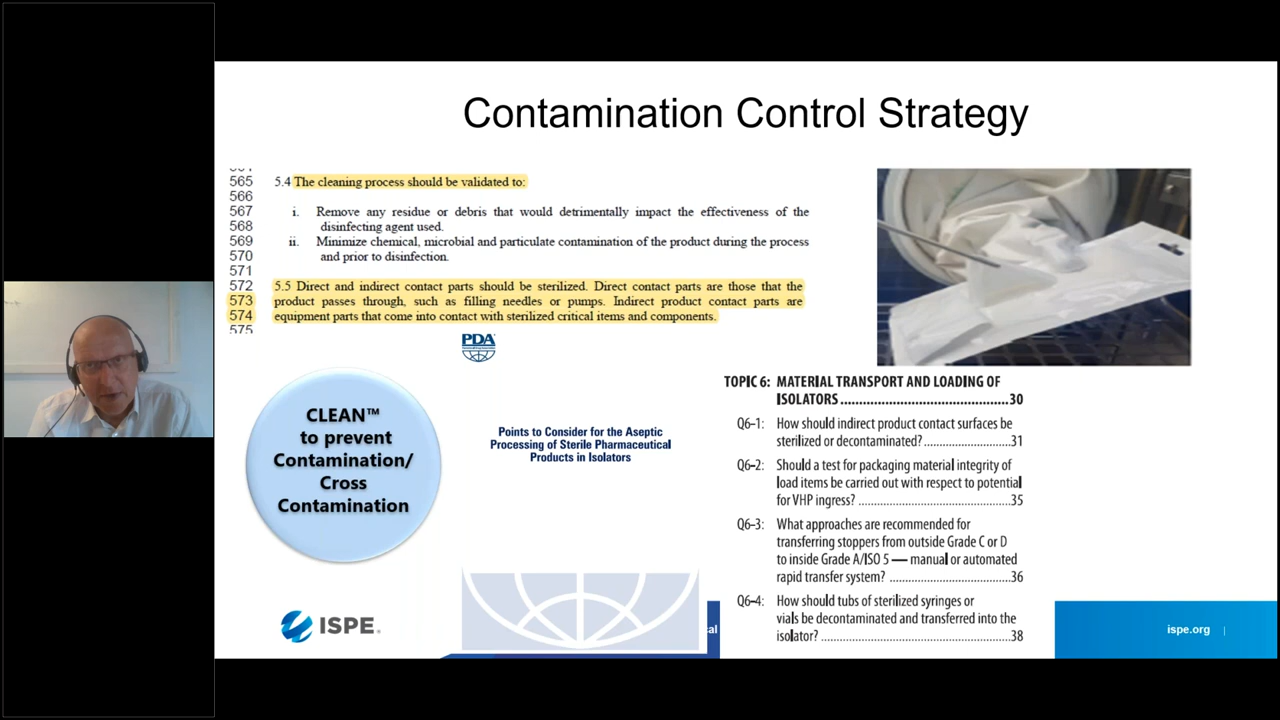 Contamination Control Strategy
565 5.4 The cleaning process should be validated to:
566
567 i. Remove any residue or debris that would detrimentally impact the effectiveness of the
568 disinfecting agent used.
569 ii. Minimize chemical, microbial and particulate contamination of the product during the process
570 and prior to disinfection.
571
572 5.5 Direct and indirect contact parts should be sterilized. Direct contact parts are those that the
573 product passes through, such as filling needles or pumps. Indirect product contact parts are
574 equipment parts that come into contact with sterilized critical items and components.
575
PDA
Points to Consider for the Aseptic
Processing of Sterile Pharmaceutical
Products in Isolators
CLEAN™
to prevent
Contamination/
Cross
Contamination
TOPIC 6: MATERIAL TRANSPORT AND LOADING OF
ISOLATORS ............................................30
Q6–1: How should indirect product contact surfaces be
sterilized or decontaminated? ....................31
Q6–2: Should a test for packaging material integrity of
load items be carried out with respect to potential
for VHP ingress? ....................................35
Q6–3: What approaches are recommended for
transferring stoppers from outside Grade C or D
to inside Grade A/ISO 5 — manual or automated
rapid transfer system? .............................36
Q6–4: How should tubs of sterilized syringes or
vials be decontaminated and transferred into the
isolator? ..............................................38
ISPE®
cal
ispe.org |